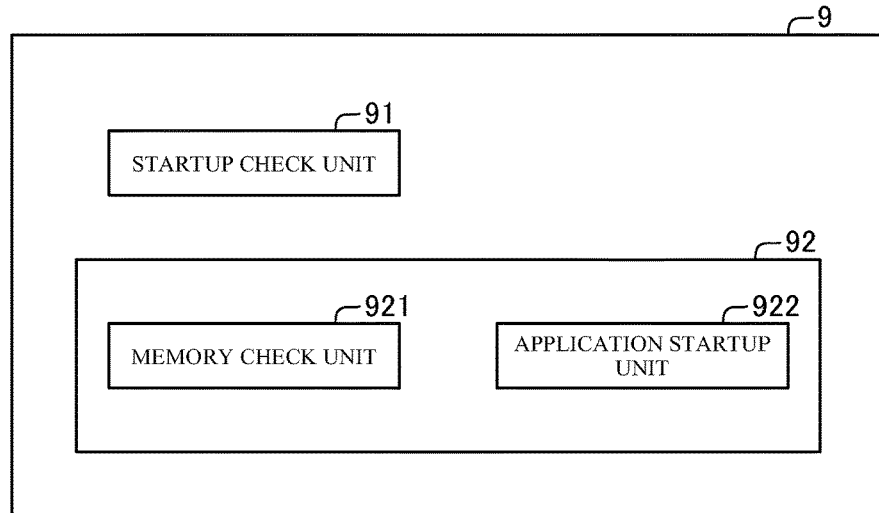 9
91
STARTUP CHECK UNIT
92
921
922
MEMORY CHECK UNIT
APPLICATION STARTUP
UNIT